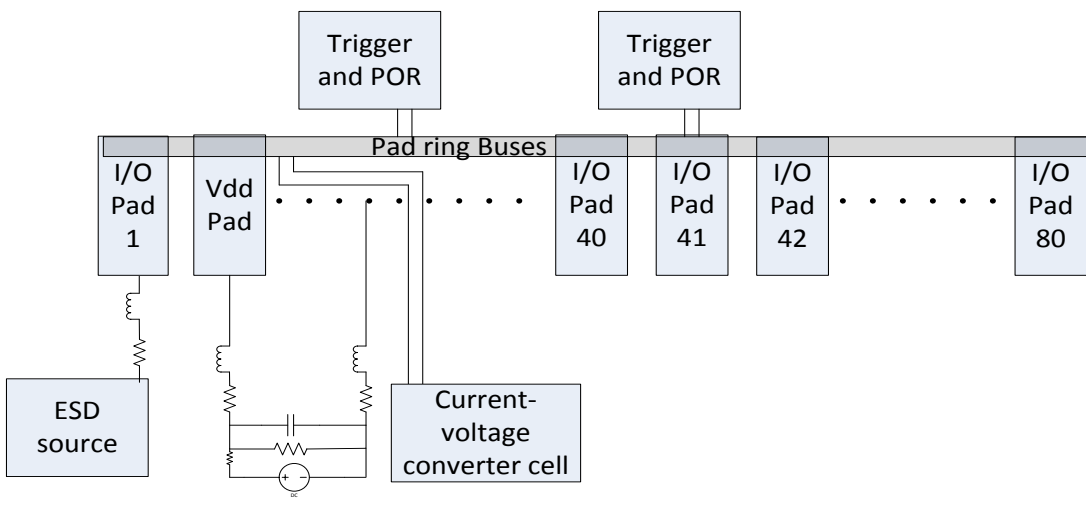 Trigger
and POR
Trigger
and POR
Pad ring Buses
I/O
Pad
1
Vdd
Pad
I/O
Pad
40
I/O
Pad
41
I/O
Pad
42
I/O
Pad
80
ESD
source
Current-
voltage
converter cell
+ -
DC